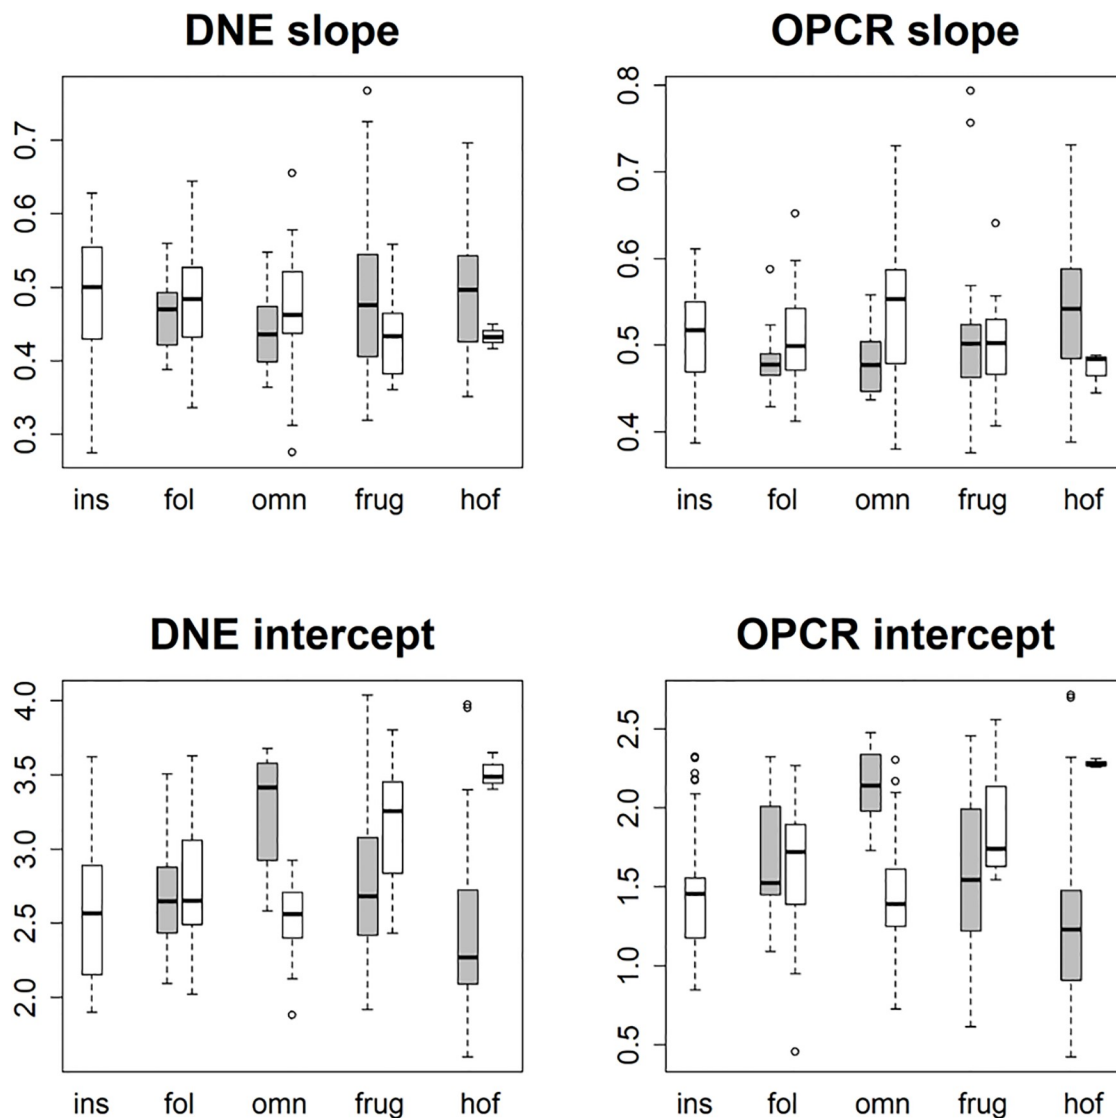 DNE slope
OPCR slope
0.7
0.6
0.5
0.4
0.3
ins fol omn frug hof
0.8
0.7
0.6
0.5
0.4
ins fol omn frug hof
DNE intercept
OPCR intercept
4.0
3.5
3.0
2.5
2.0
ins fol omn frug hof
2.5
2.0
1.5
1.0
0.5
ins fol omn frug hof